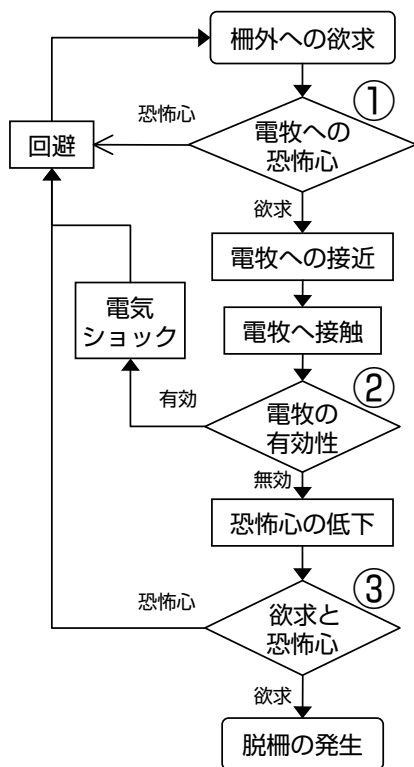 柵外への欲求
①
恐怖心
電牧への
恐怖心
回避
欲求
電牧への接近
電気
ショック
電牧へ接触
②
有効
電牧の
有効性
無効
恐怖心の低下
③
恐怖心
欲求と
恐怖心
欲求
脱柵の発生